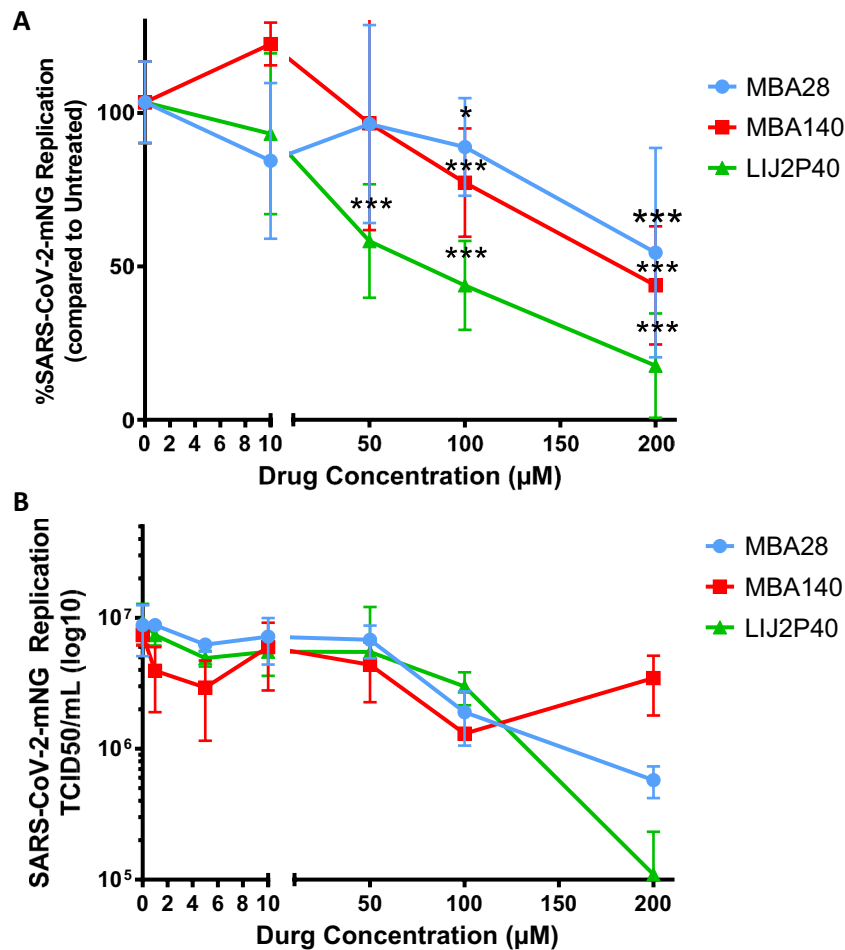 A
%SARS-CoV-2-mNG Replication
(compared to Untreated)
100
50
0
*
***
***
***
***
***
***
0 2 4 6 8 10 50 100 150 200
Drug Concentration (µM)
MBA28
MBA140
LIJ2P40
B
SARS-CoV-2-mNG Replication
TCID50/mL (log10)
10⁷
10⁶
10⁵
0 2 4 6 8 10 50 100 150 200
Durg Concentration (µM)
MBA28
MBA140
LIJ2P40